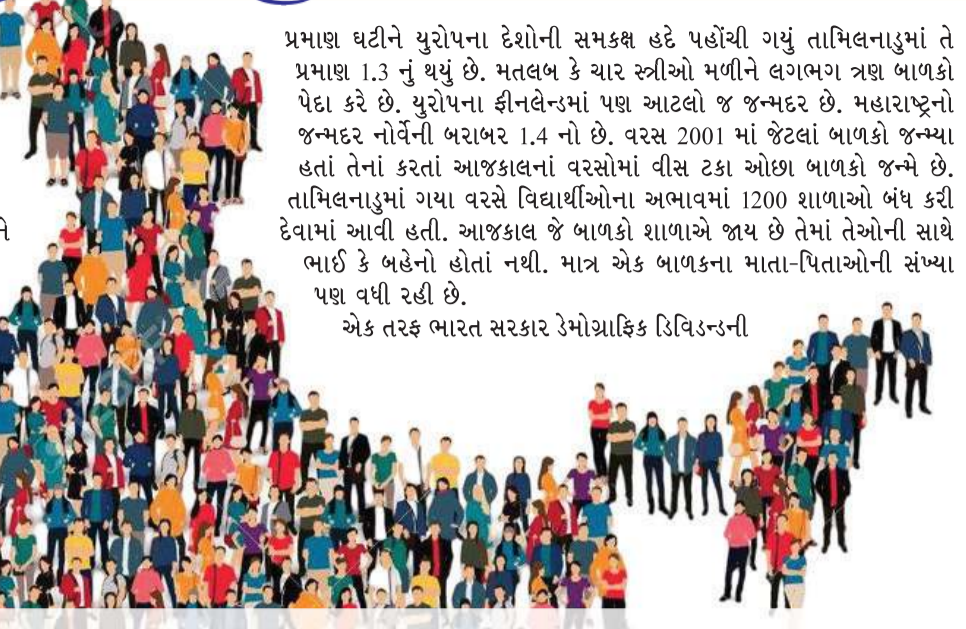 પ્રમાણ ઘટીને યુરોપના દેશોની સમકક્ષ હદે પહોંચી ગયું તામિલનાડુમાં તે
પ્રમાણ 1.3 નું થયું છે. મતલબ કે ચાર સ્ત્રીઓ મળીને લગભગ ત્રણ બાળકો
પેદા કરે છે. યુરોપના ફીનલેન્ડમાં પણ આટલો જ જન્મદર છે. મહારાષ્ટ્રનો
જન્મદર નોર્વેની બરાબર 1.4 નો છે. વરસ 2001 માં જેટલાં બાળકો જન્મ્યા
હતાં તેનાં કરતાં આજકાલનાં વરસોમાં વીસ ટકા ઓછા બાળકો જન્મે છે.
તામિલનાડુમાં ગયા વરસે વિદ્યાર્થીઓના અભાવમાં 1200 શાળાઓ બંધ કરી
દેવામાં આવી હતી. આજકાલ જે બાળકો શાળાએ જાય છે તેમાં તેઓની સાથે
ભાઈ કે બહેનો હોતાં નથી. માત્ર એક બાળકના માતા-પિતાઓની સંખ્યા
પણ વધી રહી છે.
એક તરફ ભારત સરકાર ડેમોગ્રાફિક ડિવિડન્ડની